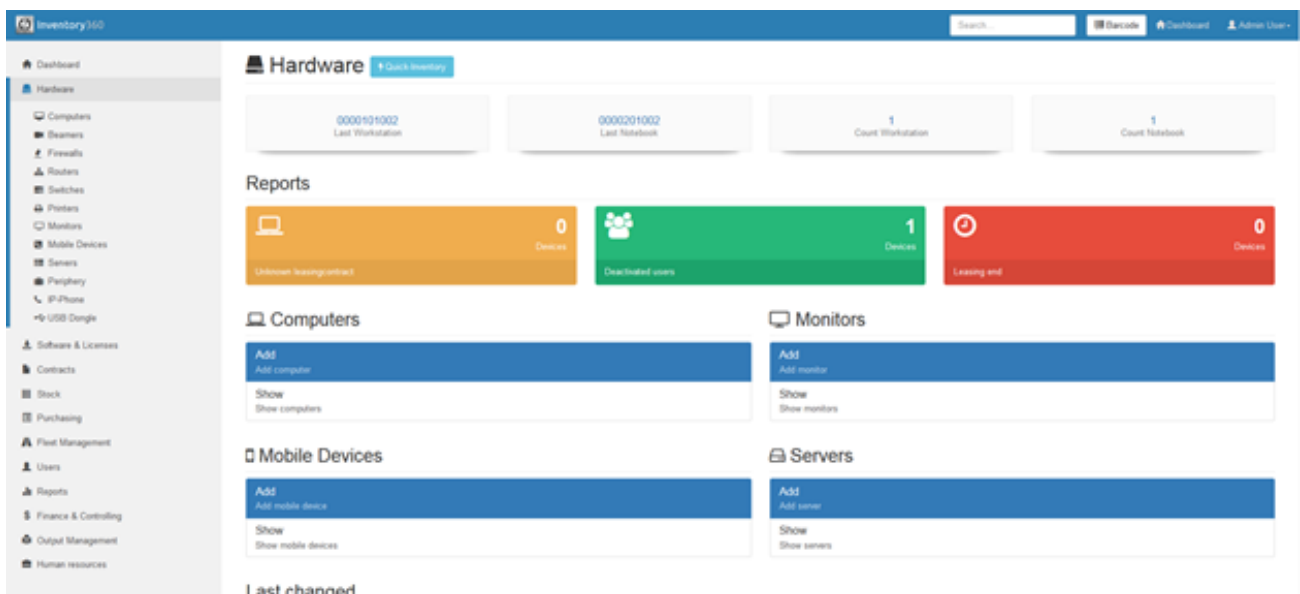 Inventory360
Search...
Barcode
Dashboard
Admin User
Dashboard
Hardware
Computers
Beamers
Firewalls
Routers
Switches
Printers
Monitors
Mobile Devices
Servers
Periphery
IP-Phone
USB Dongle
Software & Licenses
Contracts
Stock
Purchasing
Fleet Management
Users
Reports
Finance & Controlling
Output Management
Human resources
Hardware
Quick-Inventory
0000101002
Last Workstation
0000201002
Last Notebook
1
Count Workstation
1
Count Notebook
Reports
0
Devices
Unknown leasingcontract
1
Devices
Deactivated users
0
Devices
Leasing end
Computers
Add
Add computer
Show
Show computers
Monitors
Add
Add monitor
Show
Show monitors
Mobile Devices
Add
Add mobile device
Show
Show mobile devices
Servers
Add
Add server
Show
Show servers
Last changed